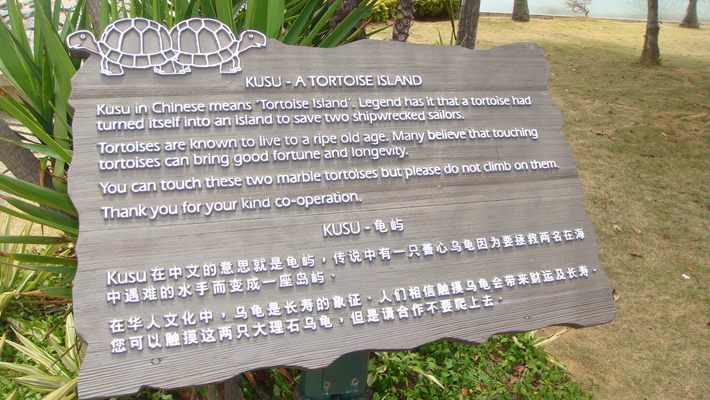 KUSU - A TORTOISE ISLAND
Kusu in Chinese means 'Tortoise Island'. Legend has it that a tortoise had
turned itself into an island to save two shipwrecked sailors.
Tortoises are known to live to a ripe old age. Many believe that touching
tortoises can bring good fortune and longevity.
You can touch these two marble tortoises but please do not climb on them.
Thank you for your kind co-operation.
KUSU - 龟屿
Kusu 在中文的意思就是龟屿，传说中有一只善心乌龟因为要拯救两名在海
中遇难的水手而变成一座岛屿．
在华人文化中，乌龟是长寿的象征．人们相信触摸乌龟会带来财运及长寿．
您可以触摸这两只大理石乌龟，但是请合作不要爬上去．